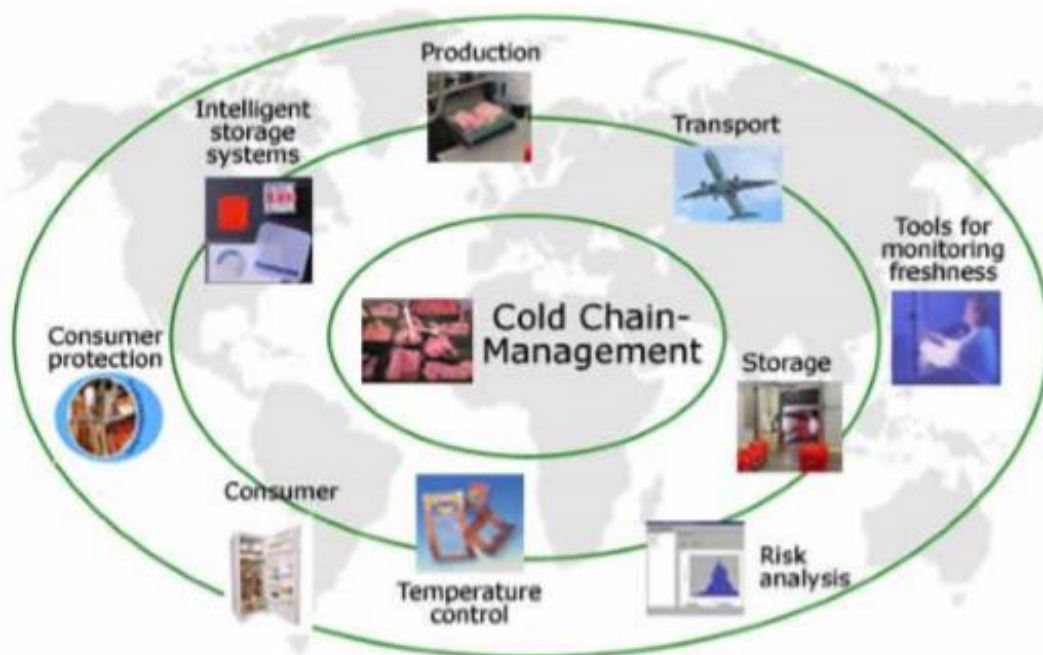 Production
Intelligent
storage
systems
Transport
Tools for
monitoring
freshness
Cold Chain-
Management
Consumer
protection
Storage
Consumer
Temperature
control
Risk
analysis